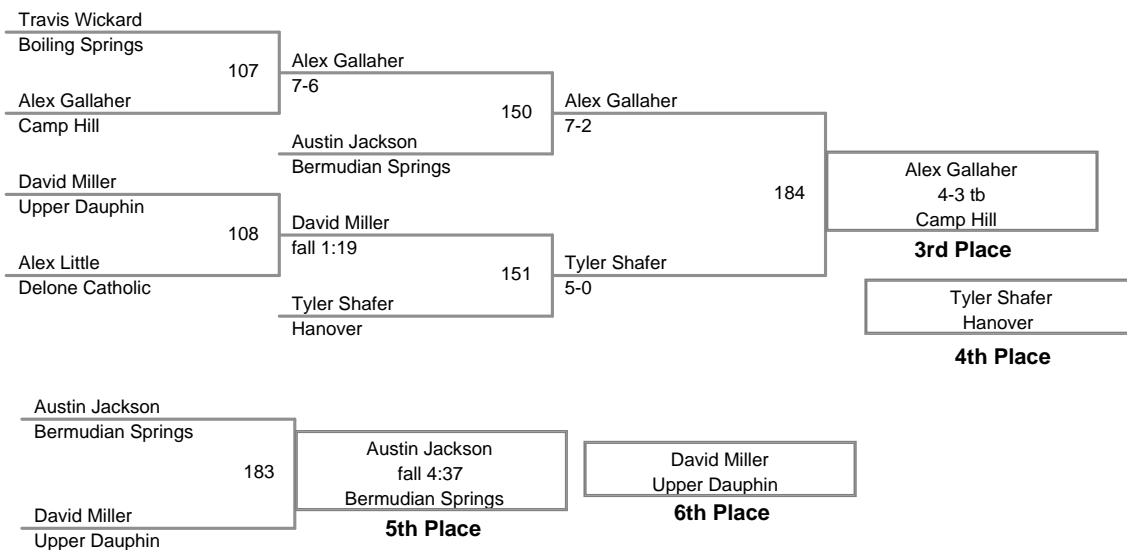 Travis Wickard
Boiling Springs
107
Alex Gallaher
7-6
Alex Gallaher
Camp Hill
150
Alex Gallaher
7-2
Austin Jackson
Bermudian Springs
David Miller
Upper Dauphin
108
David Miller
fall 1:19
Alex Little
Delone Catholic
151
Tyler Shafer
5-0
Tyler Shafer
Hanover
184
Alex Gallaher
4-3 tb
Camp Hill
3rd Place
Tyler Shafer
Hanover
4th Place
Austin Jackson
Bermudian Springs
183
David Miller
Upper Dauphin
Austin Jackson
fall 4:37
Bermudian Springs
5th Place
David Miller
Upper Dauphin
6th Place